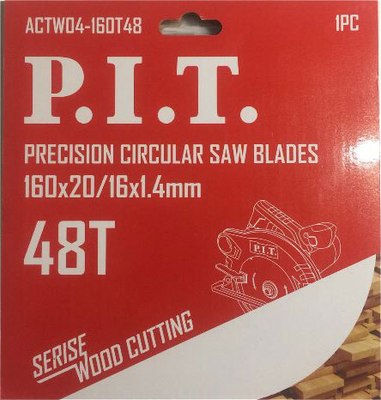 ACTW04-160T48
1PC
P.I.T.
PRECISION CIRCULAR SAW BLADES
160x20/16x1.4mm
48T
P.I.T.
SERISE
WOOD CUTTING